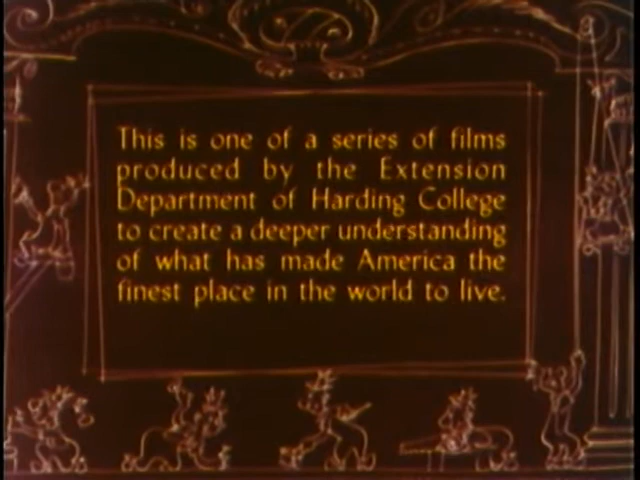 This is one of a series of films
produced by the Extension
Department of Harding College
to create a deeper understanding
of what has made America the
finest place in the world to live.